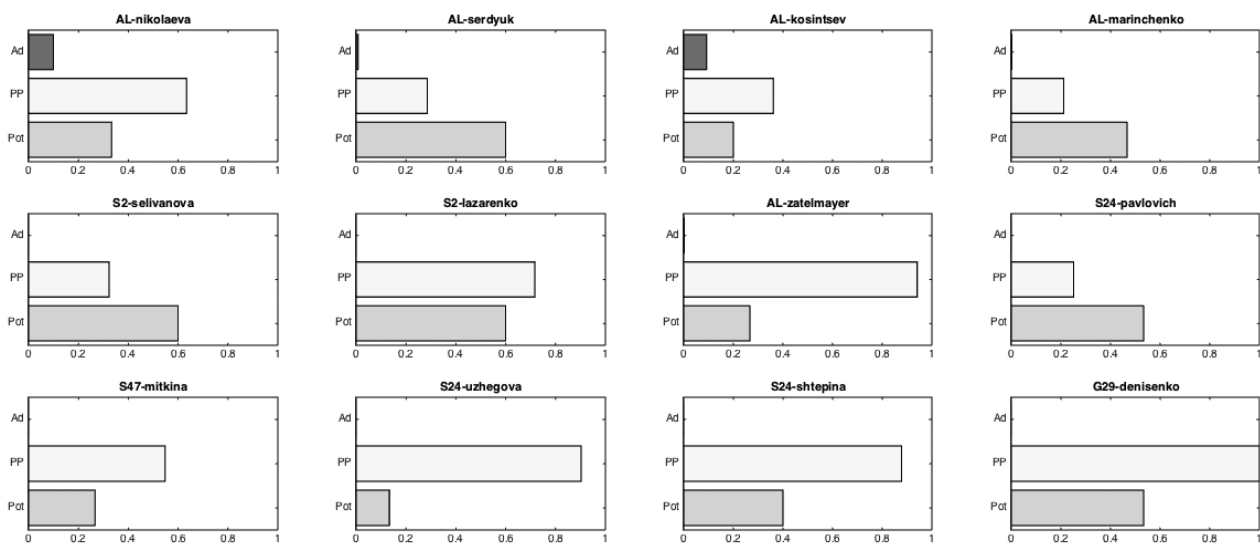 AL-nikolaeva AL-serdyuk AL-kosintsev AL-marinchenko
Ad Ad Ad Ad
PP PP PP PP
Pot Pot Pot Pot
0 0.2 0.4 0.6 0.8 1 0 0.2 0.4 0.6 0.8 1 0 0.2 0.4 0.6 0.8 1 0 0.2 0.4 0.6 0.8 1
S2-selivanova S2-lazarenko AL-zatelmayer S24-pavlovich
Ad Ad Ad Ad
PP PP PP PP
Pot Pot Pot Pot
0 0.2 0.4 0.6 0.8 1 0 0.2 0.4 0.6 0.8 1 0 0.2 0.4 0.6 0.8 1 0 0.2 0.4 0.6 0.8 1
S47-mitkina S24-uzhegova S24-shtepina G29-denisenko
Ad Ad Ad Ad
PP PP PP PP
Pot Pot Pot Pot
0 0.2 0.4 0.6 0.8 1 0 0.2 0.4 0.6 0.8 1 0 0.2 0.4 0.6 0.8 1 0 0.2 0.4 0.6 0.8 1